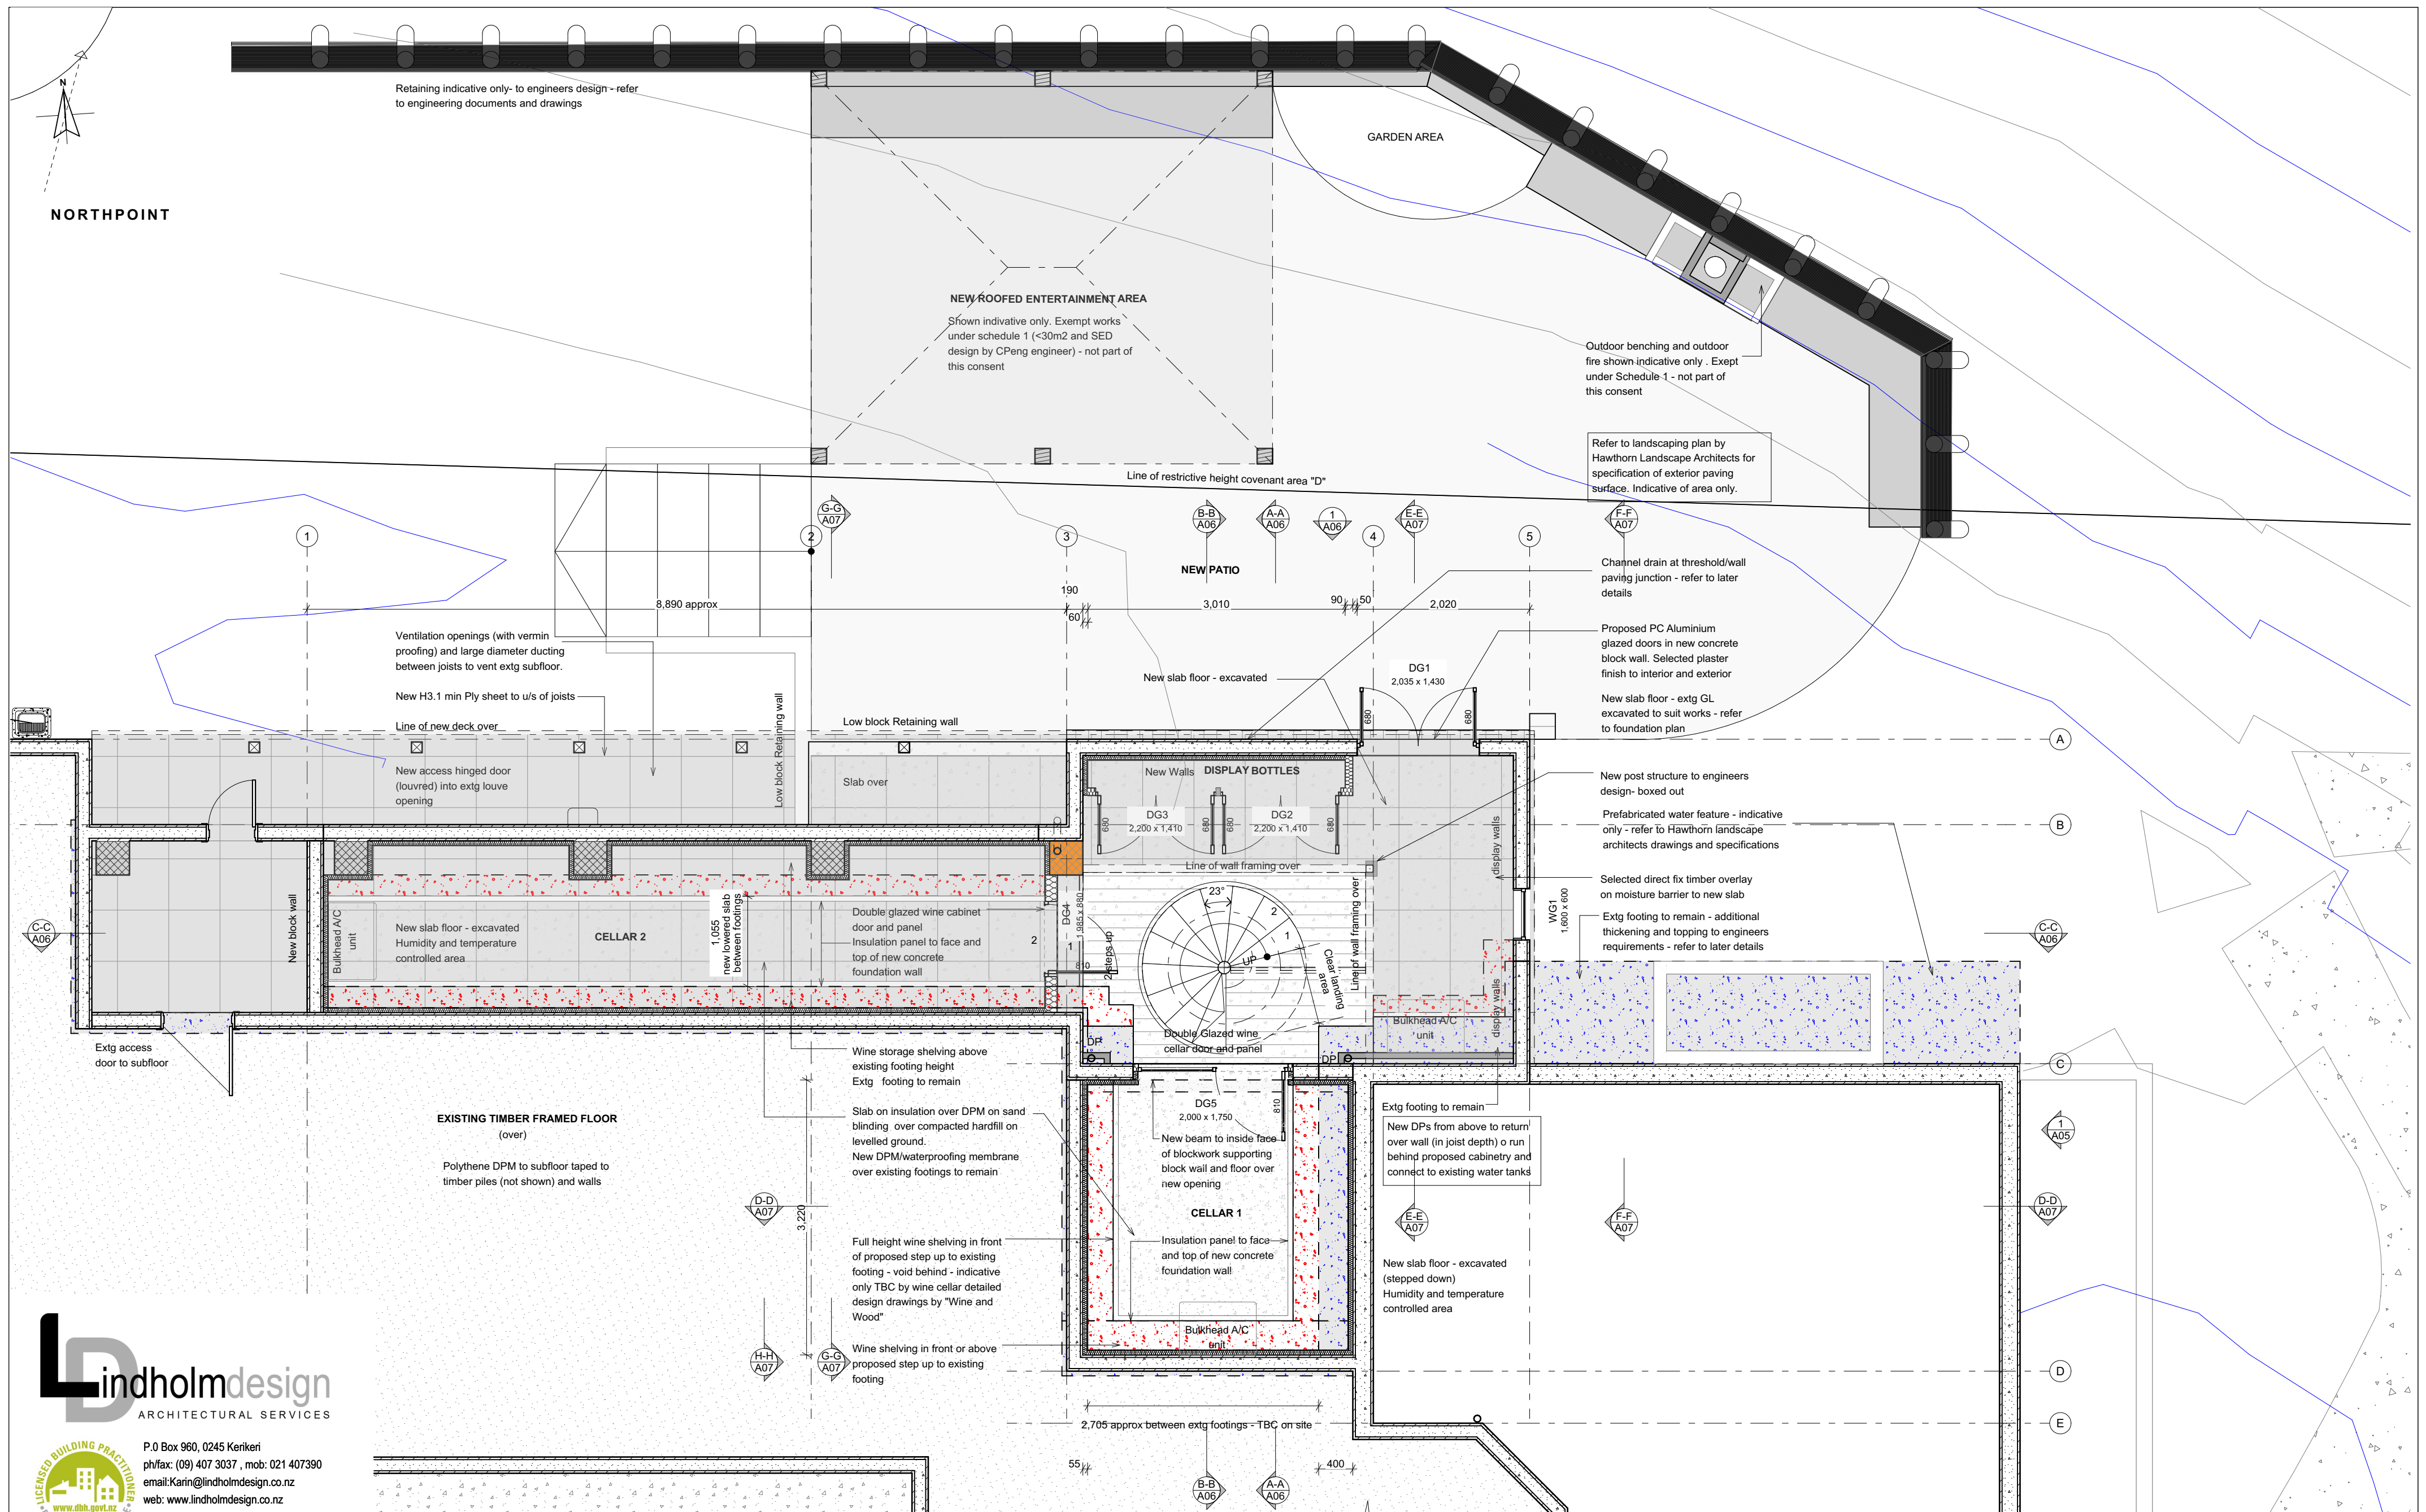 Retaining indicative only- to engineers design - refer
to engineering documents and drawings
N
NORTHPOINT
GARDEN AREA
NEW ROOFED ENTERTAINMENT AREA
Shown indivative only. Exempt works
under schedule 1 (<30m2 and SED
design by CPeng engineer) - not part of
this consent
Outdoor benching and outdoor
fire shown indicative only . Exept
under Schedule 1 - not part of
this consent
Refer to landscaping plan by
Hawthorn Landscape Architects for
specification of exterior paving
surface. Indicative of area only.
Line of restrictive height covenant area "D"
G-G
A07
B-B
A06
A-A
A06
1
A06
E-E
A07
F-F
A07
1
2
3
4
5
NEW PATIO
Channel drain at threshold/wall
paving junction - refer to later
details
8,890 approx
190
60
3,010
90
50
2,020
Ventilation openings (with vermin
proofing) and large diameter ducting
between joists to vent extg subfloor.
New H3.1 min Ply sheet to u/s of joists
Line of new deck over
Proposed PC Aluminium
glazed doors in new concrete
block wall. Selected plaster
finish to interior and exterior
New slab floor - excavated
DG1
2,035 x 1,430
680
680
New slab floor - extg GL
excavated to suit works - refer
to foundation plan
Low block Retaining wall
Low block Retaining wall
A
New access hinged door
(louvred) into extg louve
opening
Slab over
New Walls
DISPLAY BOTTLES
New post structure to engineers
design- boxed out
DG3
2,200 x 1,410
DG2
2,200 x 1,410
680
680
680
680
display walls
Prefabricated water feature - indicative
only - refer to Hawthorn landscape
architects drawings and specifications
B
Line of wall framing over
Selected direct fix timber overlay
on moisture barrier to new slab
WG1
1,600 x 600
Extg footing to remain - additional
thickening and topping to engineers
requirements - refer to later details
C-C
A06
C-C
A06
New block wall
Bulkhead A/C
unit
New slab floor - excavated
Humidity and temperature
controlled area
CELLAR 2
1,055
new lowered slab
between footings
Double glazed wine cabinet
door and panel
Insulation panel to face and
top of new concrete
foundation wall
2
1
DG4
1,985 x 880
810
2 steps up
23°
2
1
UP
Clear landing
area
Line of wall framing over
display walls
Bulkhead A/C
unit
Double Glazed wine
cellar door and panel
DP
DP
Extg access
door to subfloor
Wine storage shelving above
existing footing height
Extg footing to remain
C
EXISTING TIMBER FRAMED FLOOR
(over)
Polythene DPM to subfloor taped to
timber piles (not shown) and walls
Slab on insulation over DPM on sand
blinding over compacted hardfill on
levelled ground.
New DPM/waterproofing membrane
over existing footings to remain
DG5
2,000 x 1,750
810
New beam to inside face
of blockwork supporting
block wall and floor over
new opening
Extg footing to remain
New DPs from above to return
over wall (in joist depth) o run
behind proposed cabinetry and
connect to existing water tanks
1
A05
D-D
A07
3,220
CELLAR 1
E-E
A07
F-F
A07
D-D
A07
Full height wine shelving in front
of proposed step up to existing
footing - void behind - indicative
only TBC by wine cellar detailed
design drawings by "Wine and
Wood"
Insulation panel to face
and top of new concrete
foundation wall
New slab floor - excavated
(stepped down)
Humidity and temperature
controlled area
Bulkhead A/C
unit
H-H
A07
G-G
A07
Wine shelving in front or above
proposed step up to existing
footing
D
E
2,705 approx between extg footings - TBC on site
55
400
B-B
A06
A-A
A06
LD
Lindholmdesign
ARCHITECTURAL SERVICES
LICENSED BUILDING PRACTITIONER
www.dbh.govt.nz
P.0 Box 960, 0245 Kerikeri
ph/fax: (09) 407 3037 , mob: 021 407390
email:Karin@lindholmdesign.co.nz
web: www.lindholmdesign.co.nz